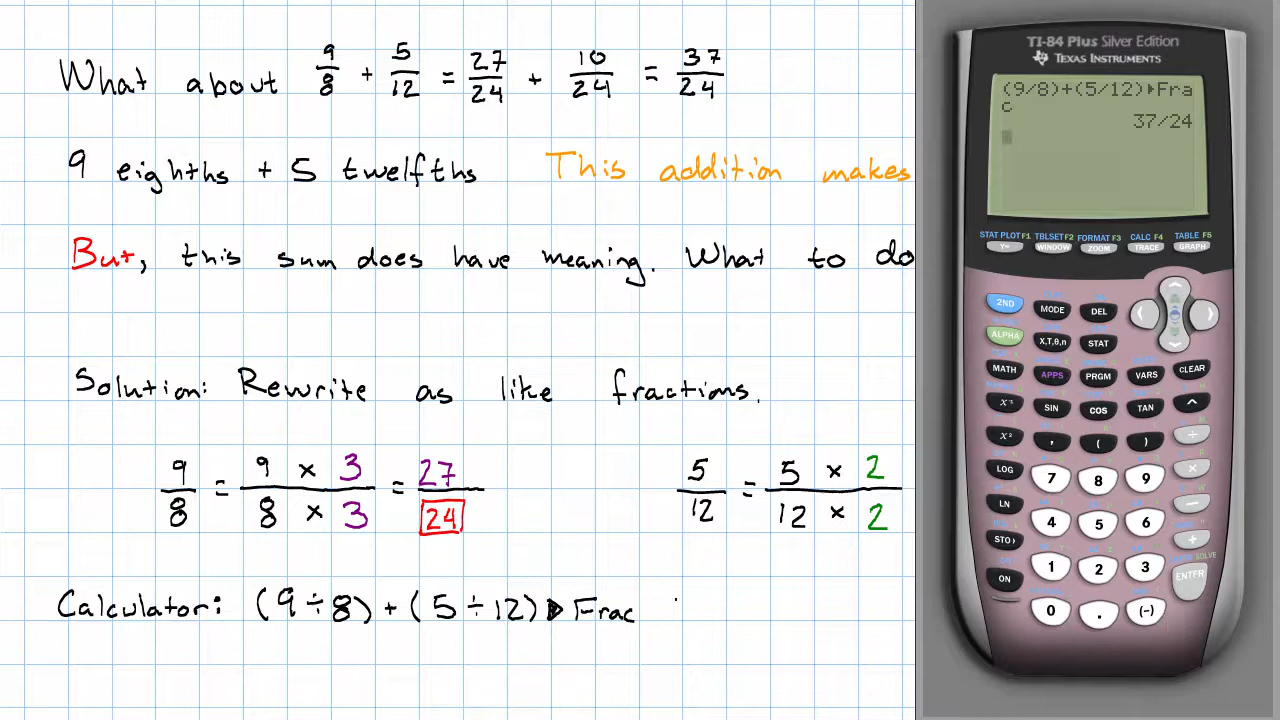 What about 9/8 + 5/12 = 27/24 + 10/24 = 37/24
9 eighths + 5 twelfths This addition makes
But, this sum does have meaning. What to do
Solution: Rewrite as like fractions.
9/8 = 9 × 3 / 8 × 3 = 27/24
5/12 = 5 × 2 / 12 × 2
Calculator: (9÷8)+(5÷12)▶Frac
TI-84 Plus Silver Edition
TEXAS INSTRUMENTS
(9/8)+(5/12)▶Fra
c
37/24
STAT PLOT F1 TBLSET F2 FORMAT F3 CALC F4 TABLE F5
Y= WINDOW ZOOM TRACE GRAPH
2ND MODE DEL
ALPHA X,T,θ,n STAT
MATH APPS PRGM VARS CLEAR
x⁻¹ SIN COS TAN ^
x² , ( ) ÷
LOG 7 8 9 ×
LN 4 5 6 −
STO› 1 2 3 +
ON 0 . (−) ENTER